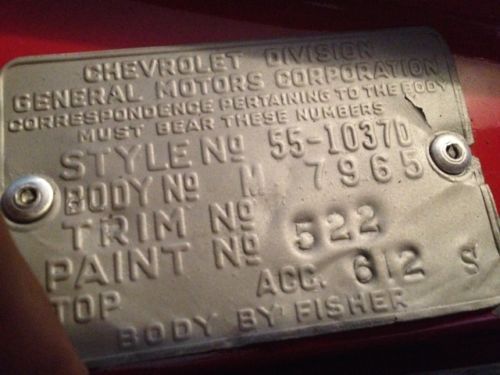 CHEVROLET DIVISION
GENERAL MOTORS CORPORATION
CORRESPONDENCE PERTAINING TO THE BODY
MUST BEAR THESE NUMBERS
STYLE No 55-1037D
BODY No M 7965
TRIM No 522
PAINT No ACC. 612 S
TOP
BODY BY FISHER